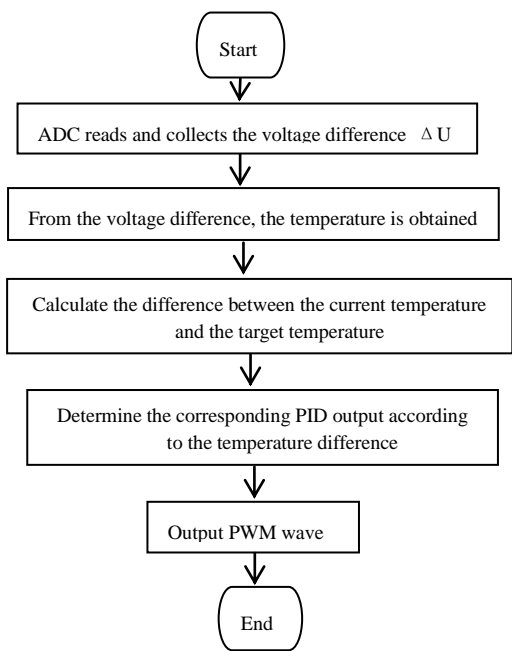 Start
ADC reads and collects the voltage difference ΔU
From the voltage difference, the temperature is obtained
Calculate the difference between the current temperature
and the target temperature
Determine the corresponding PID output according
to the temperature difference
Output PWM wave
End